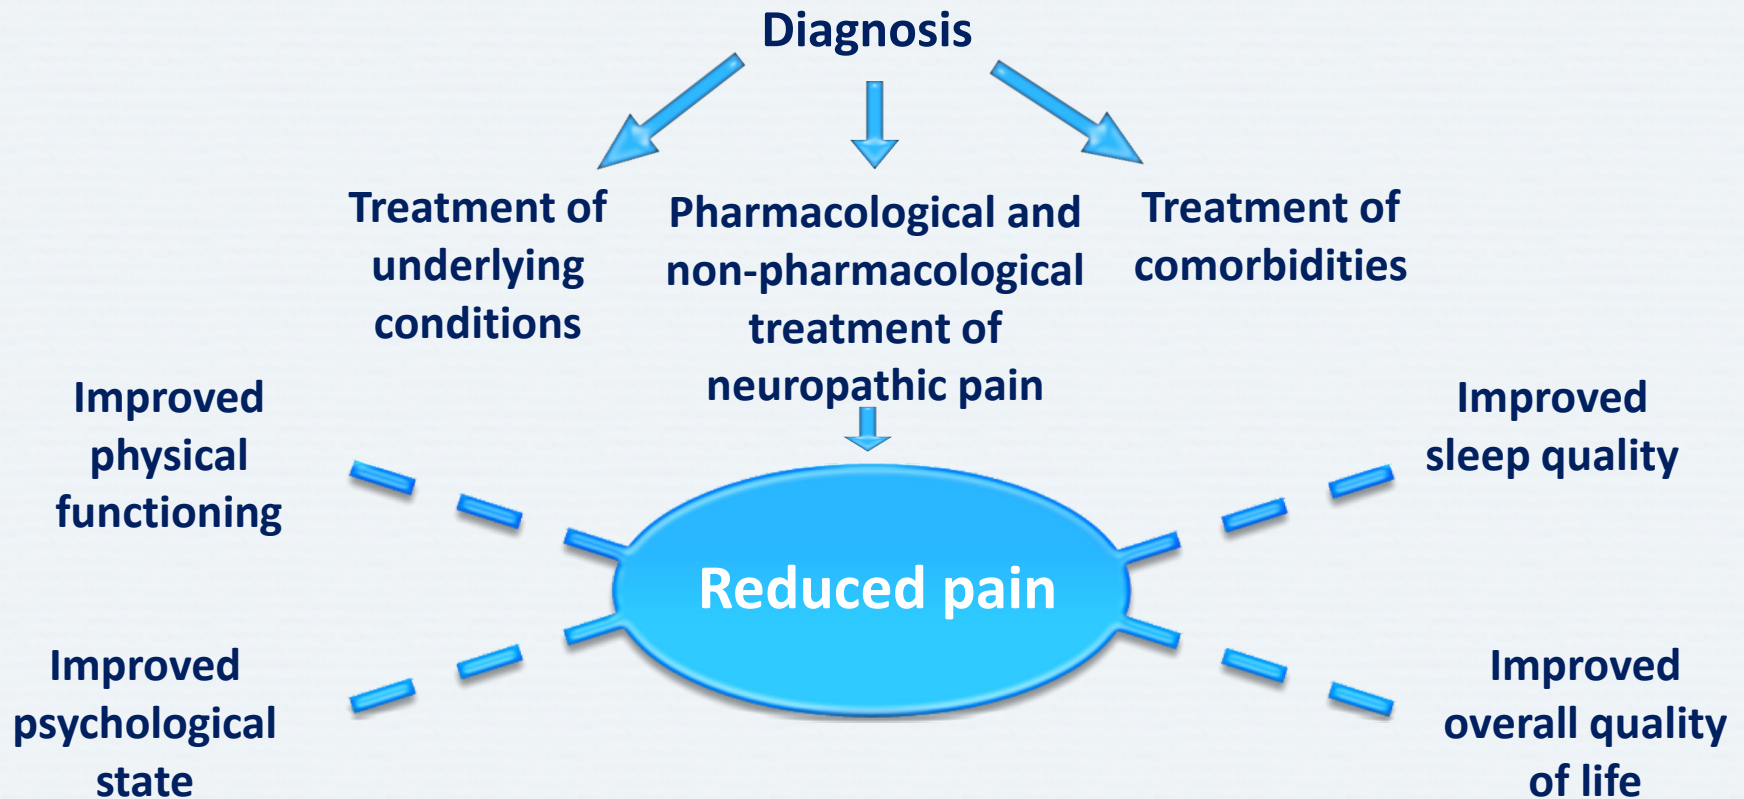 Diagnosis
Treatment of
underlying
conditions
Pharmacological and
non-pharmacological
treatment of
neuropathic pain
Treatment of
comorbidities
Improved
physical
functioning
Improved
sleep quality
Reduced pain
Improved
psychological
state
Improved
overall quality
of life